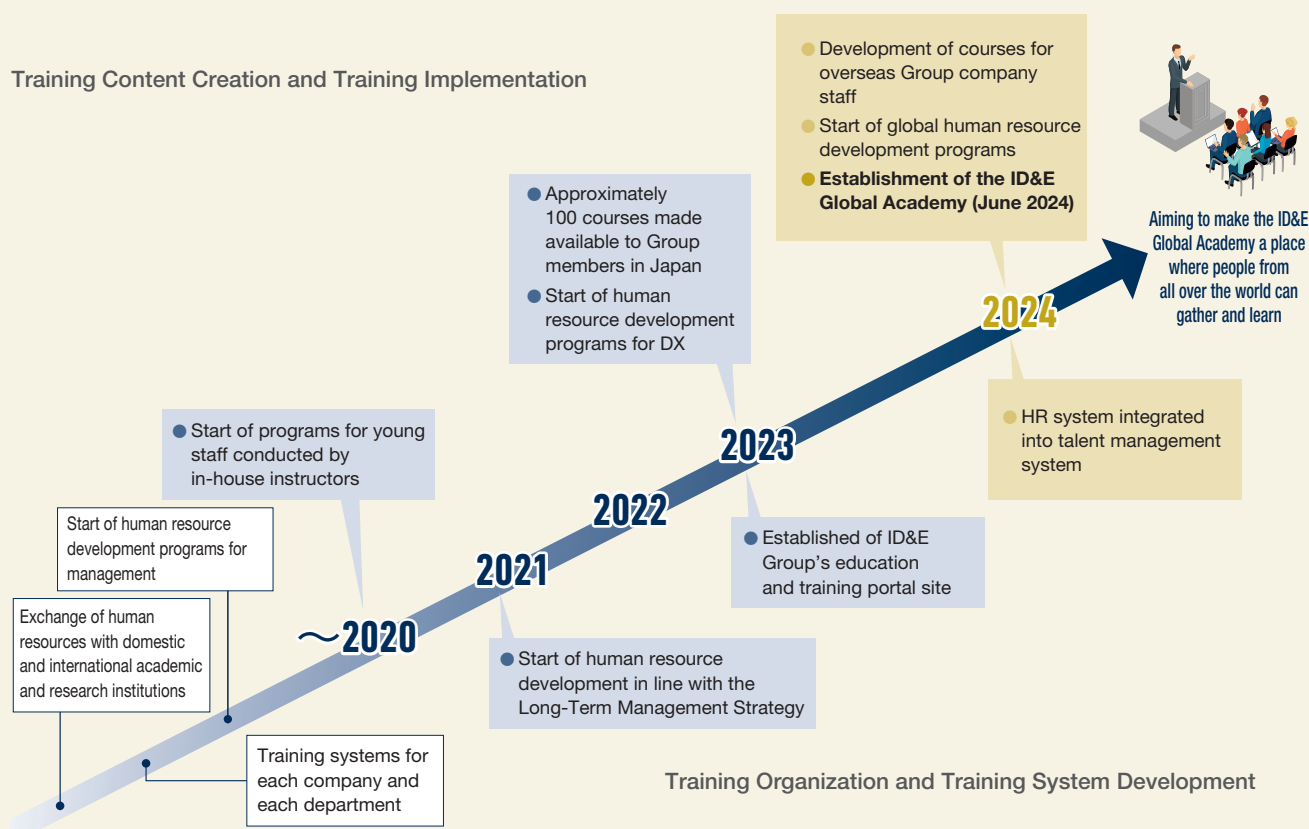 Training Content Creation and Training Implementation
● Development of courses for
overseas Group company
staff
● Start of global human resource
development programs
● Establishment of the ID&E
Global Academy (June 2024)
Aiming to make the ID&E
Global Academy a place
where people from
all over the world can
gather and learn
● Approximately
100 courses made
available to Group
members in Japan
● Start of human
resource development
programs for DX
2024
● HR system integrated
into talent management
system
● Start of programs for young
staff conducted by
in-house instructors
2023
2022
● Established of ID&E
Group's education
and training portal site
Start of human resource
development programs for
management
2021
Exchange of human
resources with domestic
and international academic
and research institutions
〜2020
● Start of human resource
development in line with the
Long-Term Management Strategy
Training systems for
each company and
each department
Training Organization and Training System Development